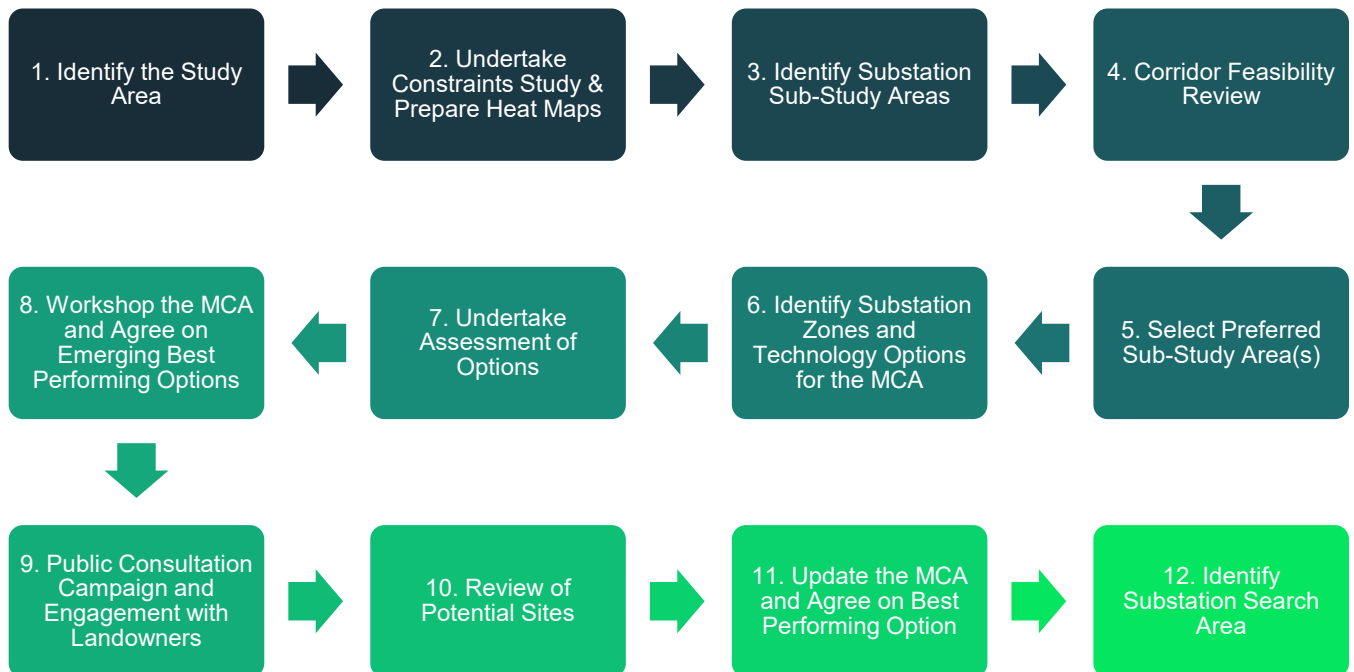 1. Identify the Study
Area
2. Undertake
Constraints Study &
Prepare Heat Maps
3. Identify Substation
Sub-Study Areas
4. Corridor Feasibility
Review
5. Select Preferred
Sub-Study Area(s)
6. Identify Substation
Zones and
Technology Options
for the MCA
7. Undertake
Assessment of
Options
8. Workshop the MCA
and Agree on
Emerging Best
Performing Options
9. Public Consultation
Campaign and
Engagement with
Landowners
10. Review of
Potential Sites
11. Update the MCA
and Agree on Best
Performing Option
12. Identify
Substation Search
Area